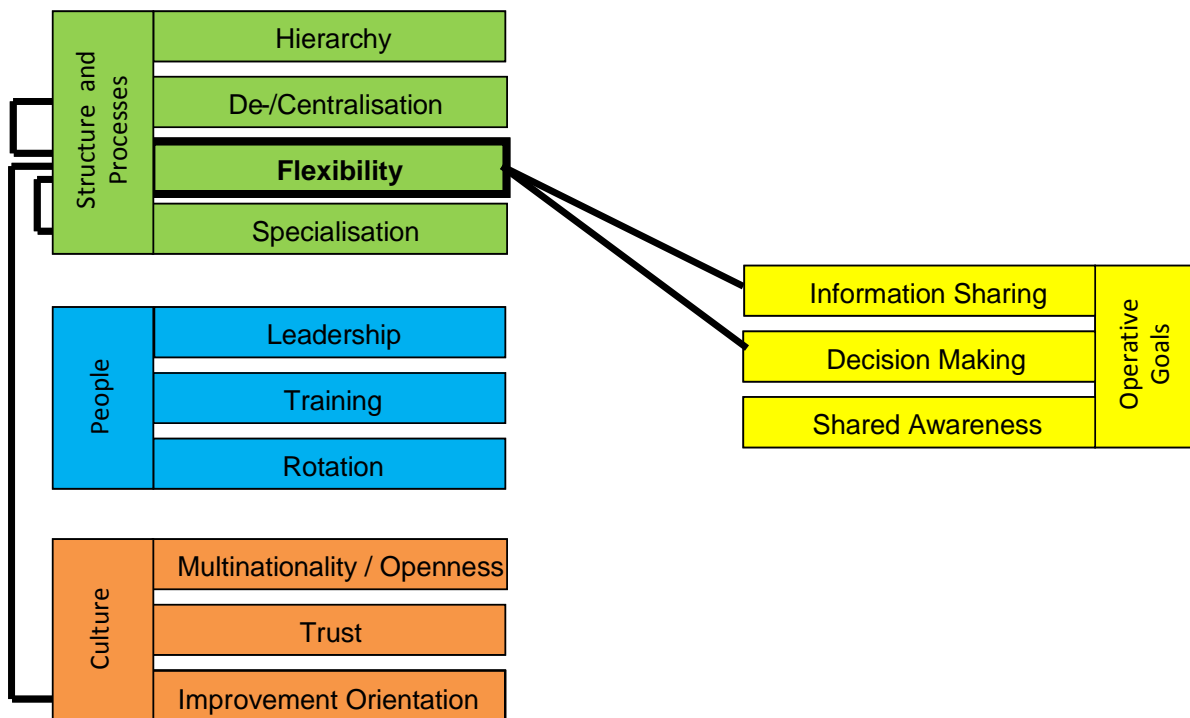 Structure and
Processes
Hierarchy
De-/Centralisation
Flexibility
Specialisation
People
Leadership
Training
Rotation
Culture
Multinationality / Openness
Trust
Improvement Orientation
Information Sharing
Decision Making
Shared Awareness
Operative
Goals